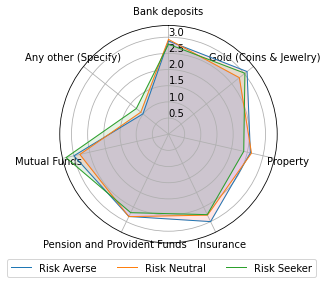 Bank deposits
3.0
2.5
2.0
1.5
1.0
0.5
Any other (Specify)
Gold (Coins & Jewelry)
Mutual Funds
Property
Pension and Provident Funds
Insurance
Risk Averse
Risk Neutral
Risk Seeker